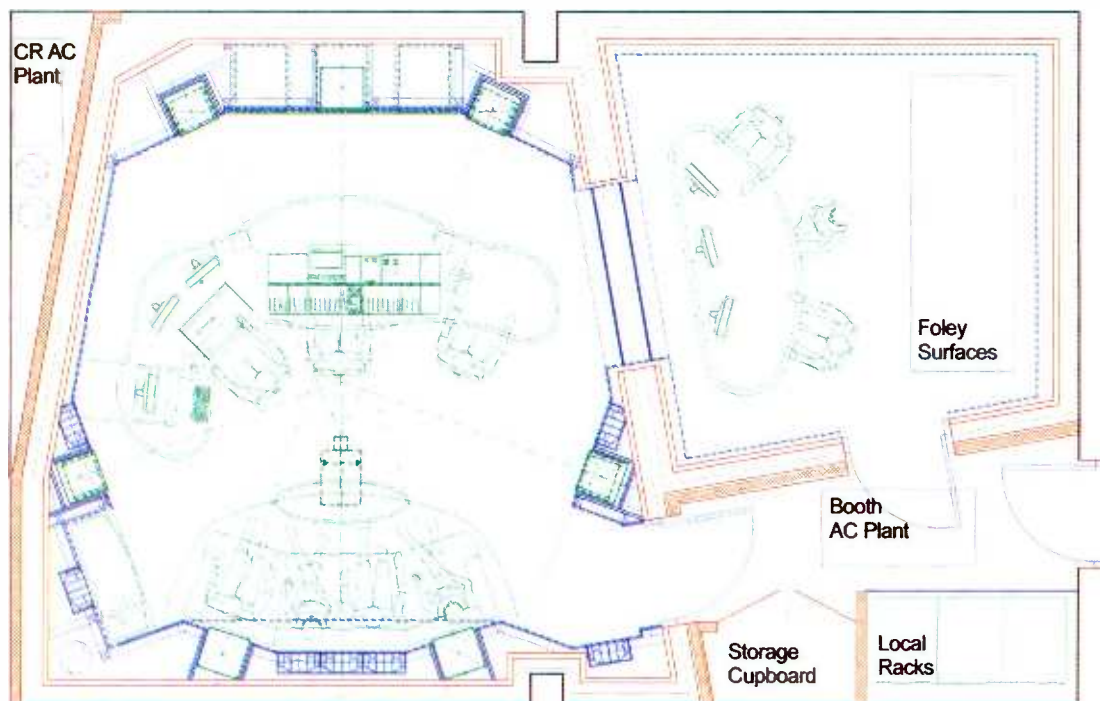 CR AC
Plant
Foley
Surfaces
Booth
AC Plant
Storage
Cupboard
Local
Racks